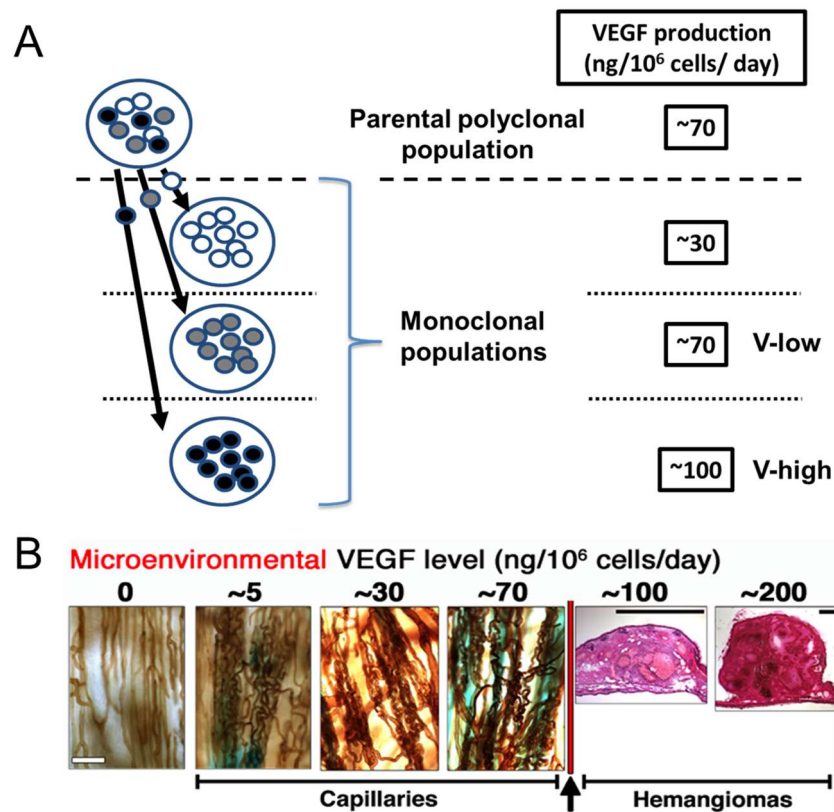 A
VEGF production
(ng/10⁶ cells/ day)
Parental polyclonal
population
~70
~30
Monoclonal
populations
~70
V-low
~100
V-high
B
Microenvironmental VEGF level (ng/10⁶ cells/day)
0
~5
~30
~70
~100
~200
Capillaries
Hemangiomas